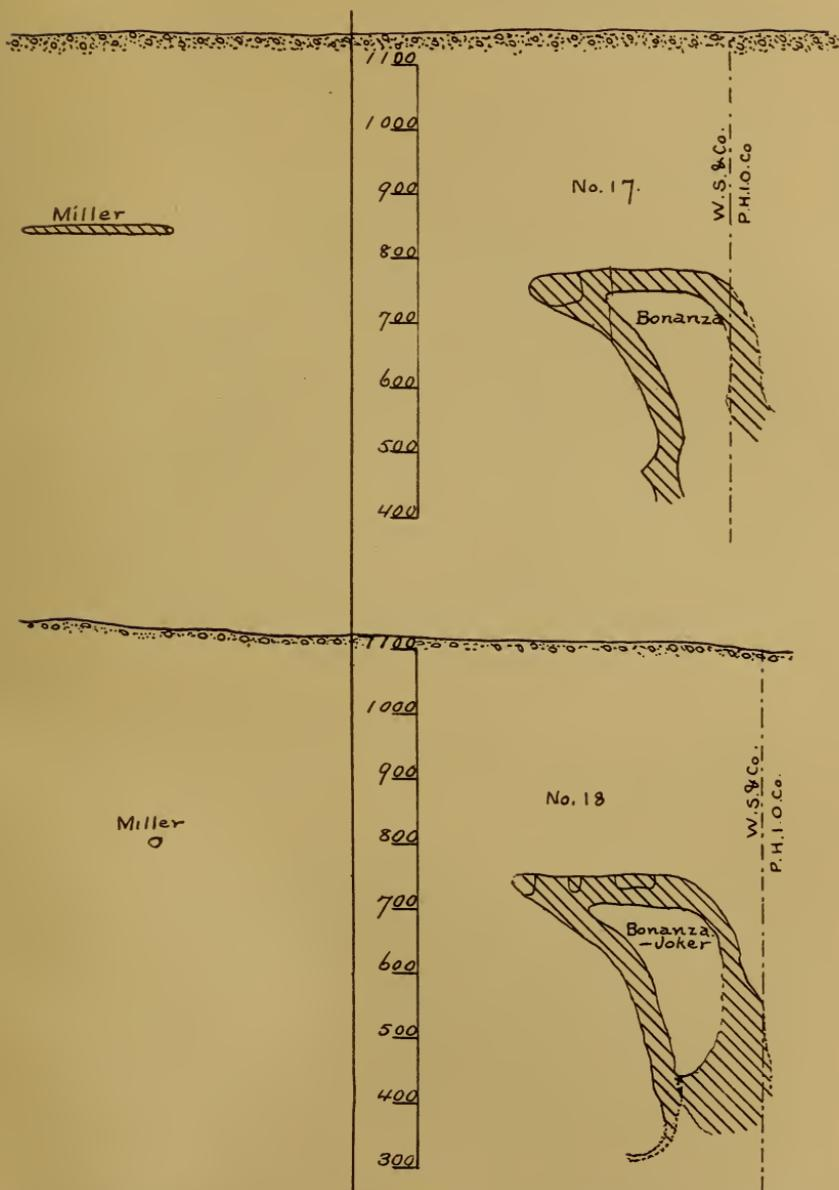 1100
1000
900
800
700
600
500
400
Miller
No. 17.
W. S. & Co.
P. H. I. O. Co
Bonanza
1100
1000
900
800
700
600
500
400
300
Miller
No. 18
W. S. & Co.
P. H. I. O. Co.
Bonanza
-Joker